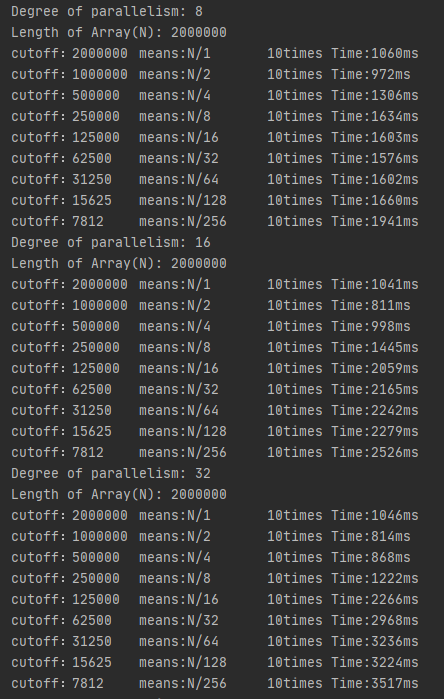 Degree of parallelism: 8
Length of Array(N): 2000000
cutoff: 2000000 means:N/1 10times Time:1060ms
cutoff: 1000000 means:N/2 10times Time:972ms
cutoff: 500000 means:N/4 10times Time:1306ms
cutoff: 250000 means:N/8 10times Time:1634ms
cutoff: 125000 means:N/16 10times Time:1603ms
cutoff: 62500 means:N/32 10times Time:1576ms
cutoff: 31250 means:N/64 10times Time:1602ms
cutoff: 15625 means:N/128 10times Time:1660ms
cutoff: 7812 means:N/256 10times Time:1941ms
Degree of parallelism: 16
Length of Array(N): 2000000
cutoff: 2000000 means:N/1 10times Time:1041ms
cutoff: 1000000 means:N/2 10times Time:811ms
cutoff: 500000 means:N/4 10times Time:998ms
cutoff: 250000 means:N/8 10times Time:1445ms
cutoff: 125000 means:N/16 10times Time:2059ms
cutoff: 62500 means:N/32 10times Time:2165ms
cutoff: 31250 means:N/64 10times Time:2242ms
cutoff: 15625 means:N/128 10times Time:2279ms
cutoff: 7812 means:N/256 10times Time:2526ms
Degree of parallelism: 32
Length of Array(N): 2000000
cutoff: 2000000 means:N/1 10times Time:1046ms
cutoff: 1000000 means:N/2 10times Time:814ms
cutoff: 500000 means:N/4 10times Time:868ms
cutoff: 250000 means:N/8 10times Time:1222ms
cutoff: 125000 means:N/16 10times Time:2266ms
cutoff: 62500 means:N/32 10times Time:2968ms
cutoff: 31250 means:N/64 10times Time:3236ms
cutoff: 15625 means:N/128 10times Time:3224ms
cutoff: 7812 means:N/256 10times Time:3517ms